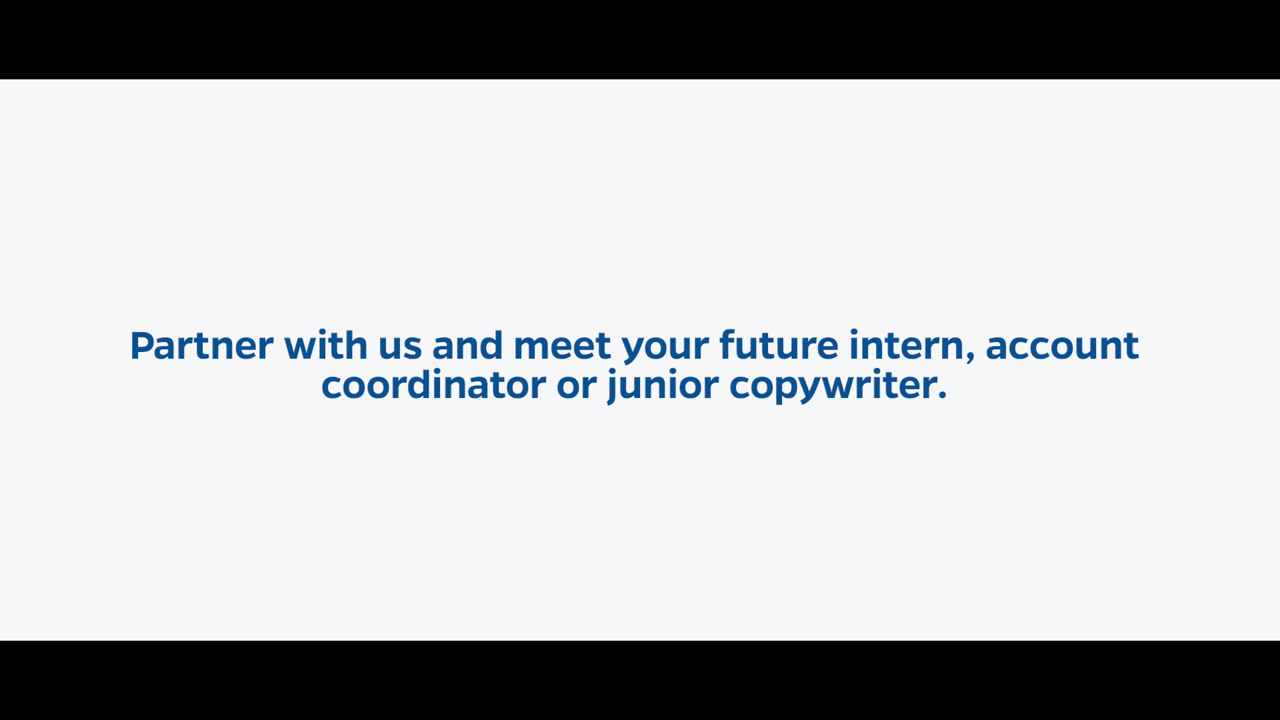 Partner with us and meet your future intern, account
coordinator or junior copywriter.